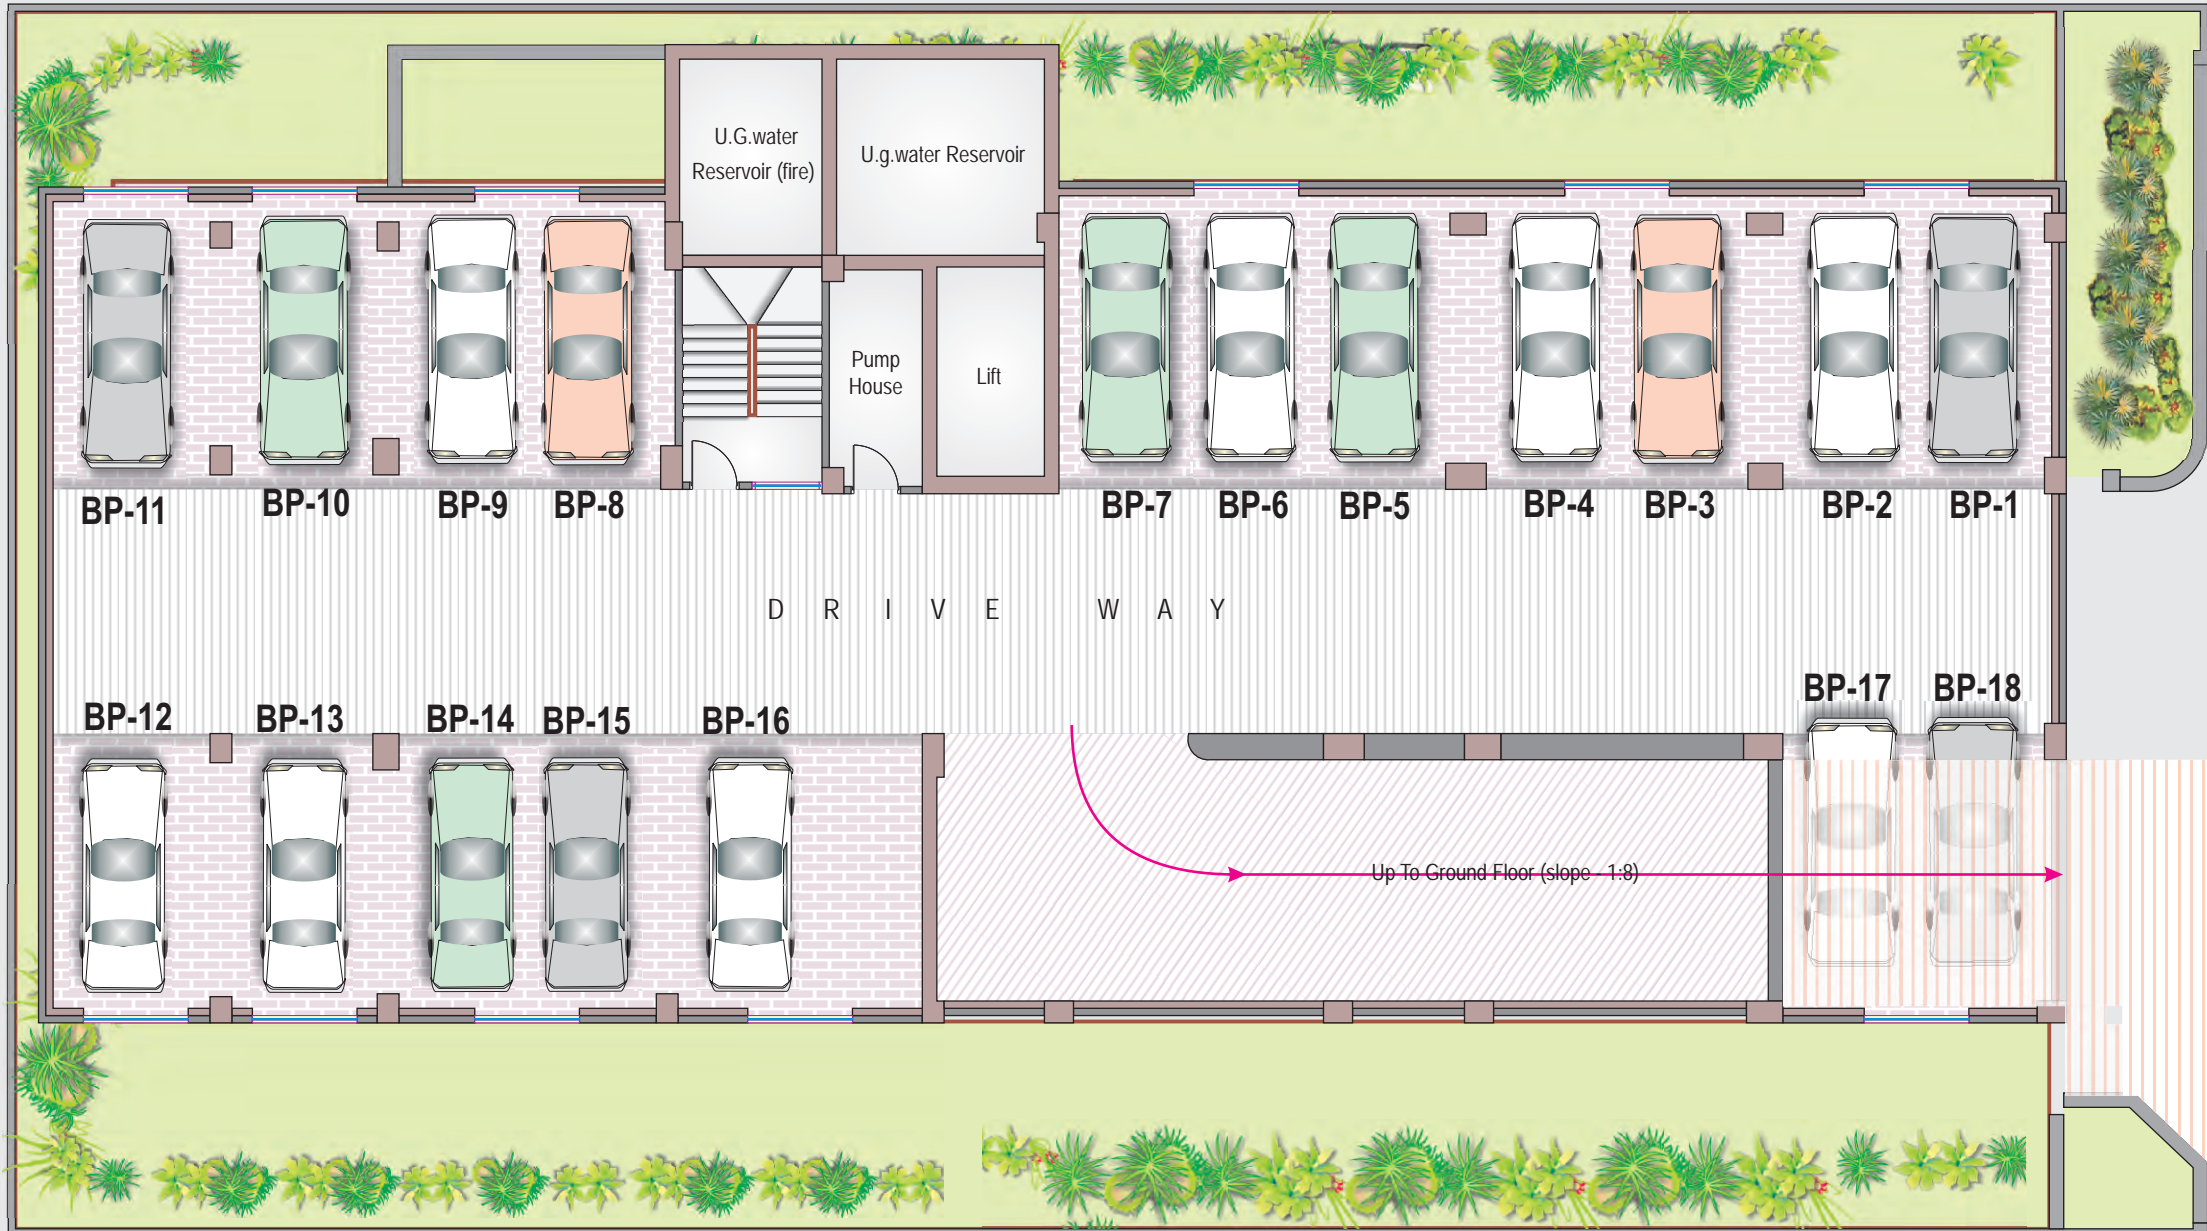 U.G.water
Reservoir (fire)
U.g.water Reservoir
Pump
House
Lift
BP-11
BP-10
BP-9
BP-8
BP-7
BP-6
BP-5
BP-4
BP-3
BP-2
BP-1
DRIVE WAY
BP-12
BP-13
BP-14
BP-15
BP-16
BP-17
BP-18
Up To Ground Floor (slope - 1:8)